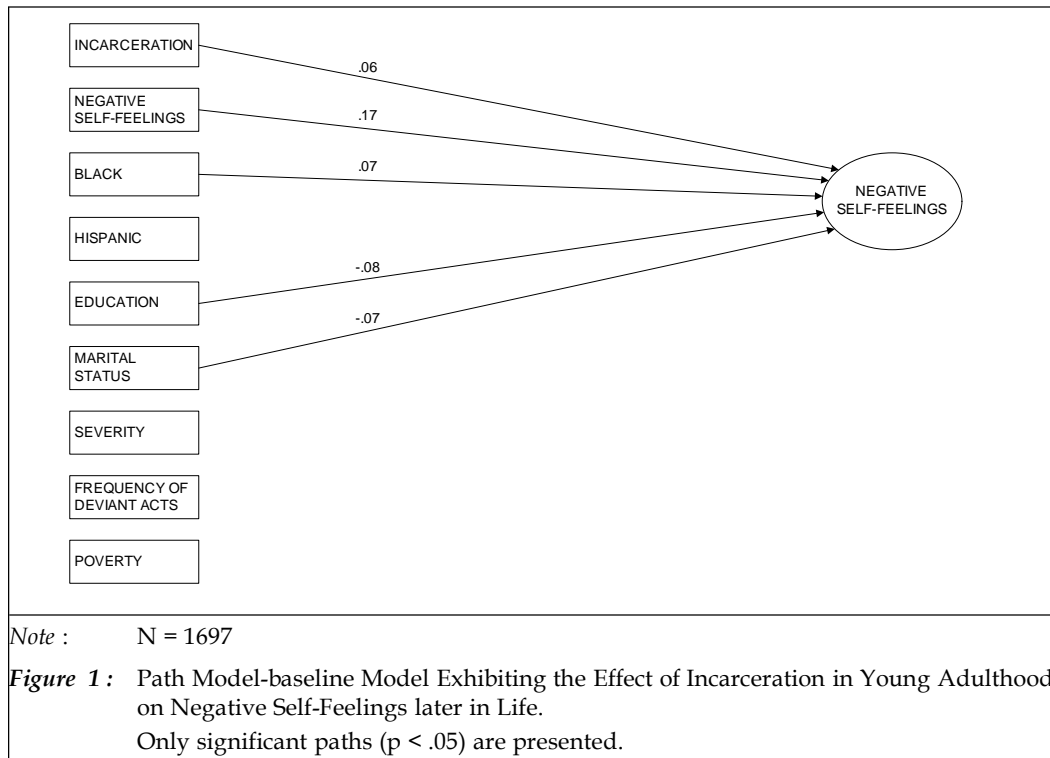 INCARCERATION
.06
NEGATIVE
SELF-FEELINGS
.17
BLACK
.07
NEGATIVE
SELF-FEELINGS
HISPANIC
-.08
EDUCATION
-.07
MARITAL
STATUS
SEVERITY
FREQUENCY OF
DEVIANT ACTS
POVERTY
Note : N = 1697
Figure 1 : Path Model-baseline Model Exhibiting the Effect of Incarceration in Young Adulthood
on Negative Self-Feelings later in Life.
Only significant paths (p < .05) are presented.